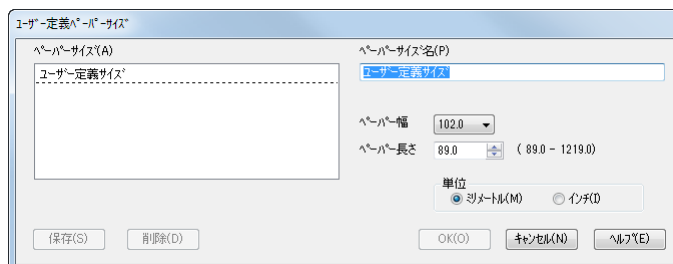 ﾕｰｻﾞｰ定義ﾍﾟｰﾊﾟｰｻｲｽﾞ
ﾍﾟｰﾊﾟｰｻｲｽﾞ(A)
ﾕｰｻﾞｰ定義ｻｲｽﾞ
ﾍﾟｰﾊﾟｰｻｲｽﾞ名(P)
ﾕｰｻﾞｰ定義ｻｲｽﾞ
ﾍﾟｰﾊﾟｰ幅 102.0
ﾍﾟｰﾊﾟｰ長さ 89.0 ( 89.0 - 1219.0)
単位
ﾐﾘﾒｰﾄﾙ(M) ｲﾝﾁ(I)
保存(S) 削除(D) OK(O) ｷｬﾝｾﾙ(N) ﾍﾙﾌﾟ(E)